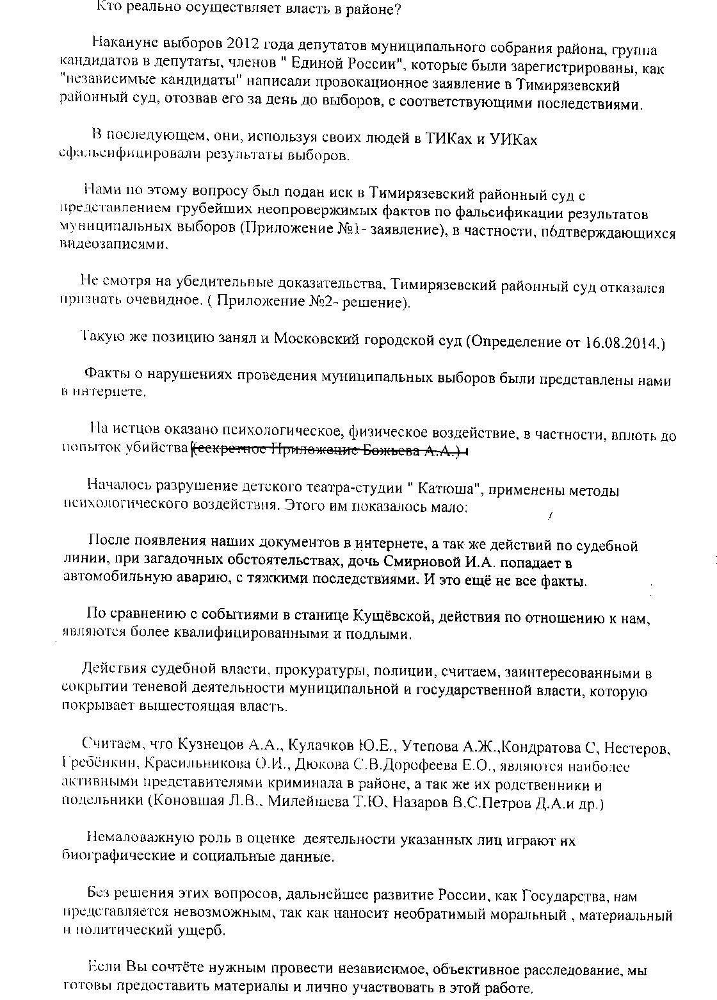 Кто реально осуществляет власть в районе?
Накануне выборов 2012 года депутатов муниципального собрания района, группа
кандидатов в депутаты, членов " Единой России", которые были зарегистрированы, как
"независимые кандидаты" написали провокационное заявление в Тимирязевский
районный суд, отозвав его за день до выборов, с соответствующими последствиями.
В последующем, они, используя своих людей в ТИКах и УИКах
сфальсифицировали результаты выборов.
Нами по этому вопросу был подан иск в Тимирязевский районный суд с
представлением грубейших неопровержимых фактов по фальсификации результатов
муниципальных выборов (Приложение №1- заявление), в частности, подтверждающихся
видеозаписями.
Не смотря на убедительные доказательства, Тимирязевский районный суд отказался
признать очевидное. ( Приложение №2- решение).
Такую же позицию занял и Московский городской суд (Определение от 16.08.2014.)
Факты о нарушениях проведения муниципальных выборов были представлены нами
в интернете.
На истцов оказано психологическое, физическое воздействие, в частности, вплоть до
попыток убийства (секретное Приложение Божьева А.А.)
Началось разрушение детского театра-студии " Катюша", применены методы
психологического воздействия. Этого им показалось мало:
После появления наших документов в интернете, а так же действий по судебной
линии, при загадочных обстоятельствах, дочь Смирновой И.А. попадает в
автомобильную аварию, с тяжкими последствиями. И это ещё не все факты.
По сравнению с событиями в станице Кущёвской, действия по отношению к нам,
являются более квалифицированными и подлыми.
Действия судебной власти, прокуратуры, полиции, считаем, заинтересованными в
сокрытии теневой деятельности муниципальной и государственной власти, которую
покрывает вышестоящая власть.
Считаем, что Кузнецов А.А., Кулачков Ю.Е., Утепова А.Ж.,Кондратова С, Нестеров,
Гребёнкин, Красильникова О.И., Дюкова С.В.Дорофеева Е.О., являются наиболее
активными представителями криминала в районе, а так же их родственники и
подельники (Коновшая Л.В., Милейшева Т.Ю, Назаров В.С.Петров Д.А.и др.)
Немаловажную роль в оценке деятельности указанных лиц играют их
биографические и социальные данные.
Без решения этих вопросов, дальнейшее развитие России, как Государства, нам
представляется невозможным, так как наносит необратимый моральный , материальный
и политический ущерб.
Если Вы сочтёте нужным провести независимое, объективное расследование, мы
готовы предоставить материалы и лично участвовать в этой работе.